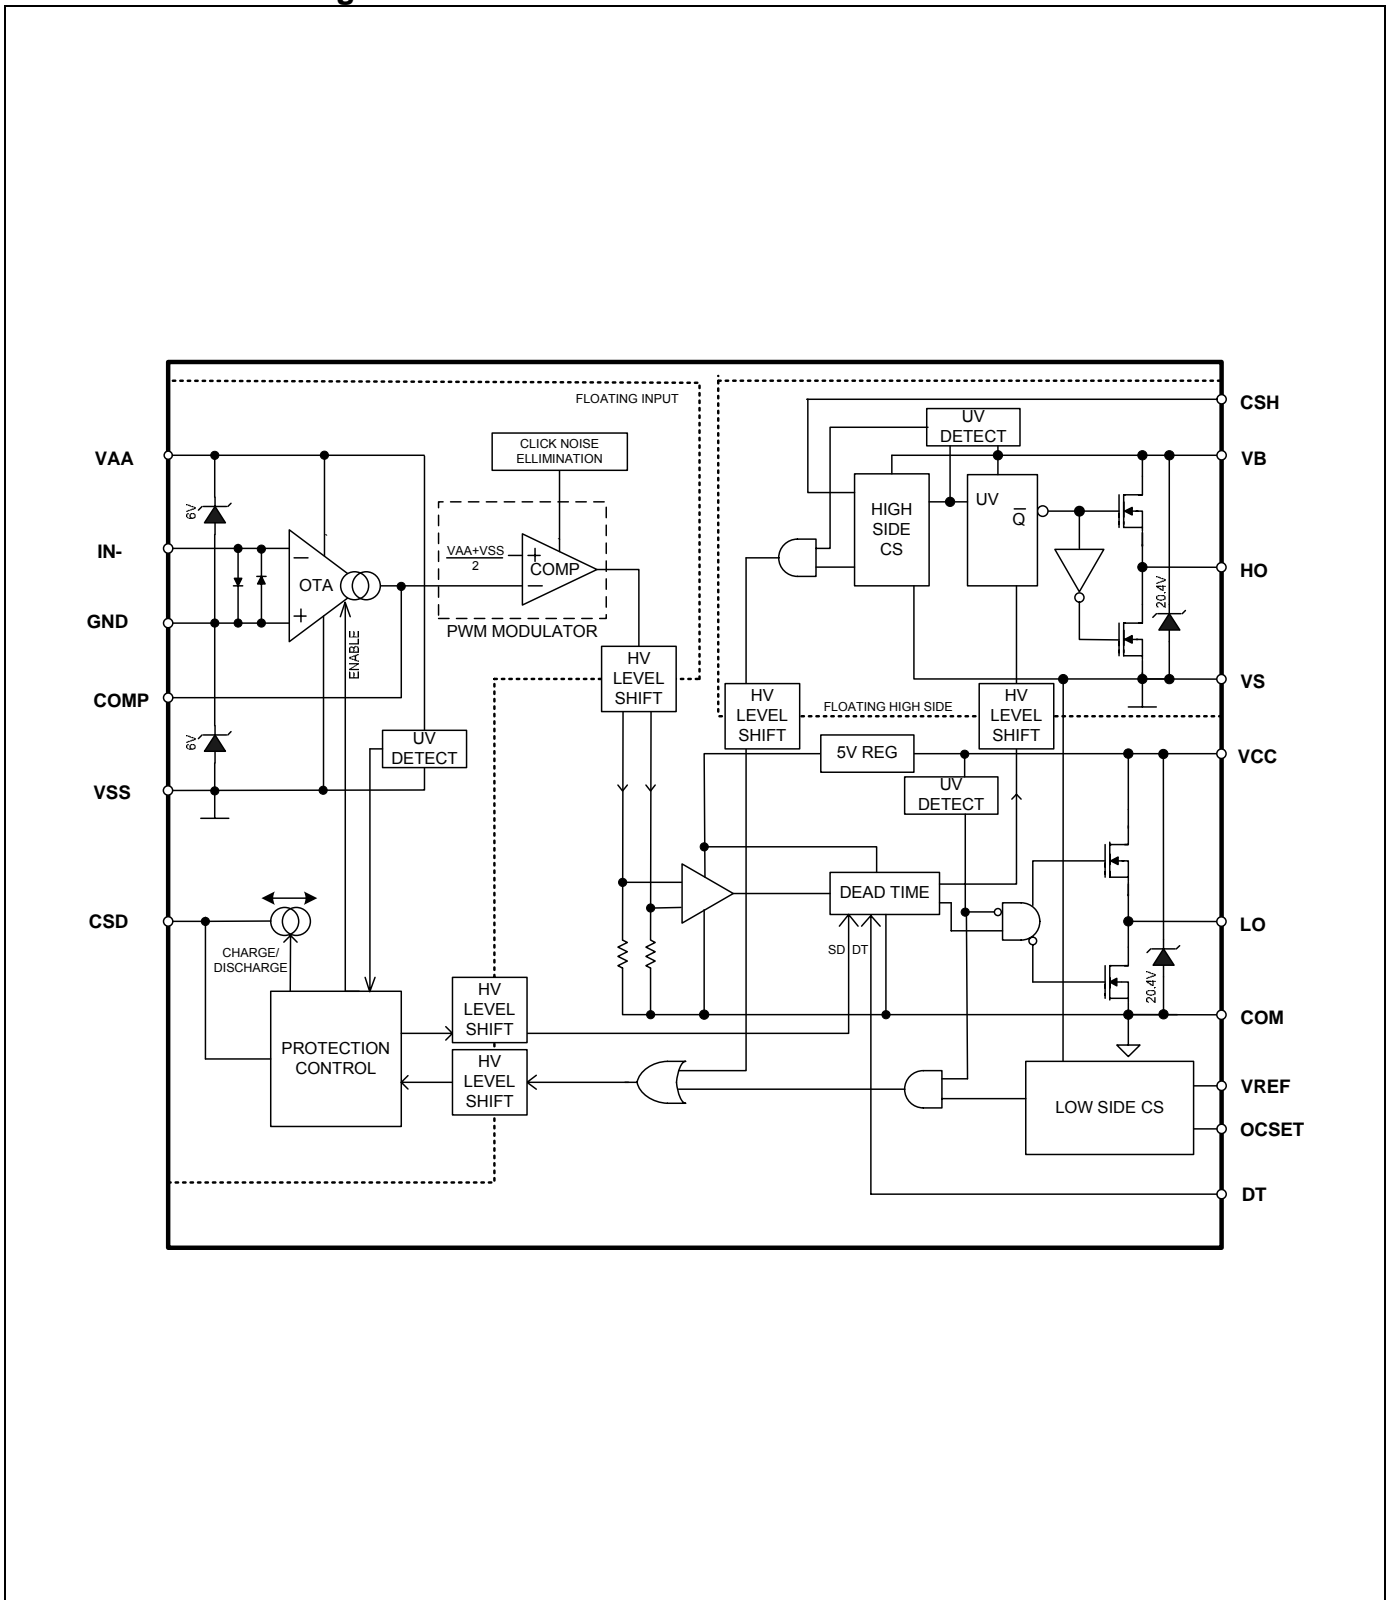 FLOATING INPUT
CSH
UV
DETECT
CLICK NOISE
ELLIMINATION
VAA
VB
6V
HIGH
SIDE
CS
UV
Q
IN-
VAA+VSS
2
+
COMP
−
−
OTA
+
20.4V
HO
GND
PWM MODULATOR
ENABLE
HV
LEVEL
SHIFT
VS
COMP
HV
LEVEL
SHIFT
FLOATING HIGH SIDE
HV
LEVEL
SHIFT
6V
UV
DETECT
5V REG
VCC
VSS
UV
DETECT
DEAD TIME
CSD
LO
CHARGE/
DISCHARGE
SD
DT
20.4V
HV
LEVEL
SHIFT
COM
PROTECTION
CONTROL
HV
LEVEL
SHIFT
LOW SIDE CS
VREF
OCSET
DT